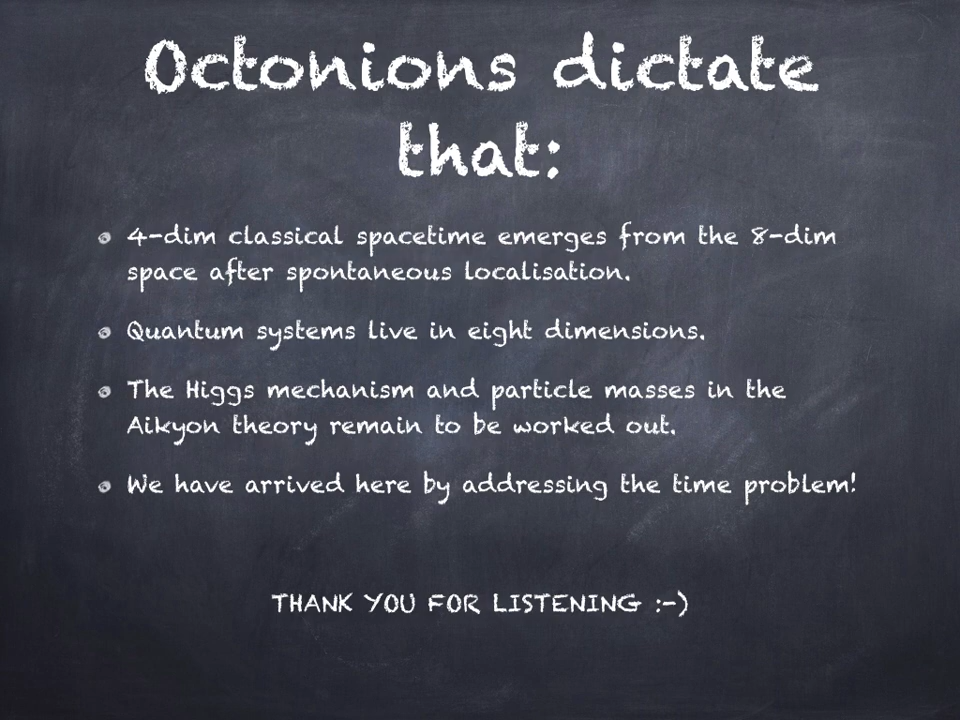 Octonions dictate
that:
4-dim classical spacetime emerges from the 8-dim
space after spontaneous localisation.
Quantum systems live in eight dimensions.
The Higgs mechanism and particle masses in the
Aikyon theory remain to be worked out.
We have arrived here by addressing the time problem!
THANK YOU FOR LISTENING :-)